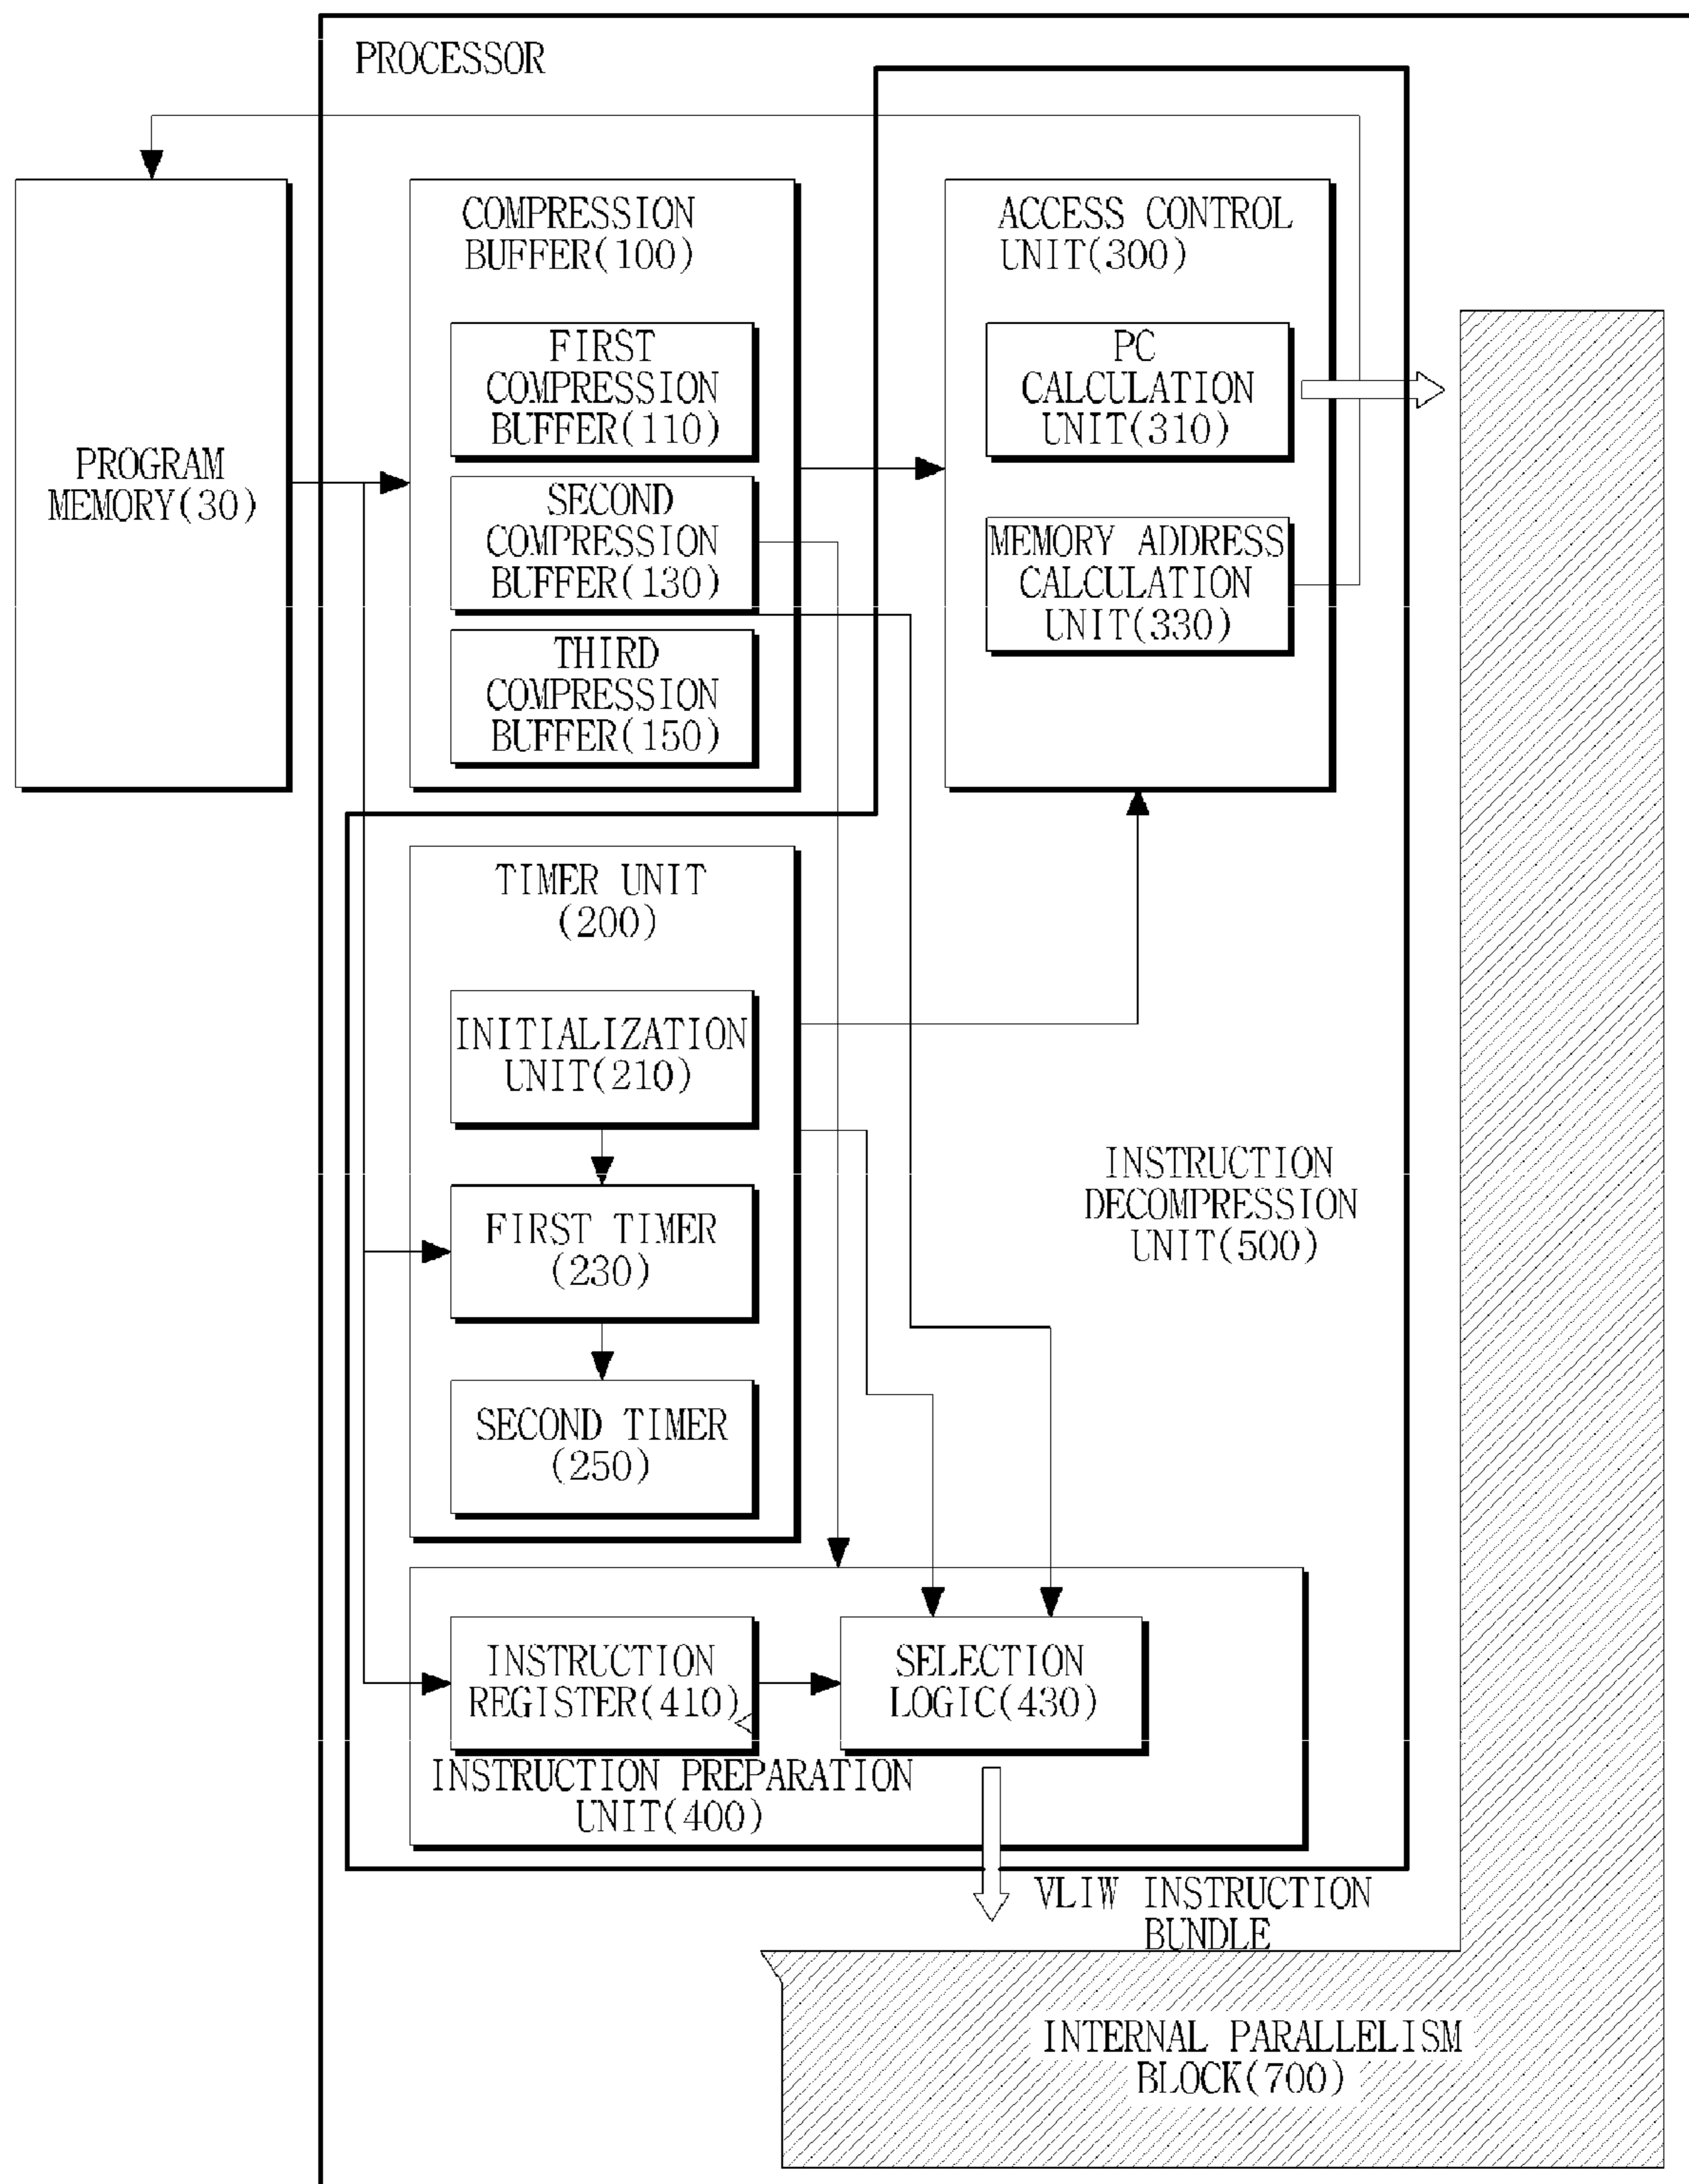 PROCESSOR
PROGRAM
MEMORY(30)
COMPRESSION
BUFFER(100)
FIRST
COMPRESSION
BUFFER(110)
SECOND
COMPRESSION
BUFFER(130)
THIRD
COMPRESSION
BUFFER(150)
ACCESS CONTROL
UNIT(300)
PC
CALCULATION
UNIT(310)
MEMORY ADDRESS
CALCULATION
UNIT(330)
TIMER UNIT
(200)
INITIALIZATION
UNIT(210)
FIRST TIMER
(230)
SECOND TIMER
(250)
INSTRUCTION
DECOMPRESSION
UNIT(500)
INSTRUCTION
REGISTER(410)
SELECTION
LOGIC(430)
INSTRUCTION PREPARATION
UNIT(400)
VLIW INSTRUCTION
BUNDLE
INTERNAL PARALLELISM
BLOCK(700)